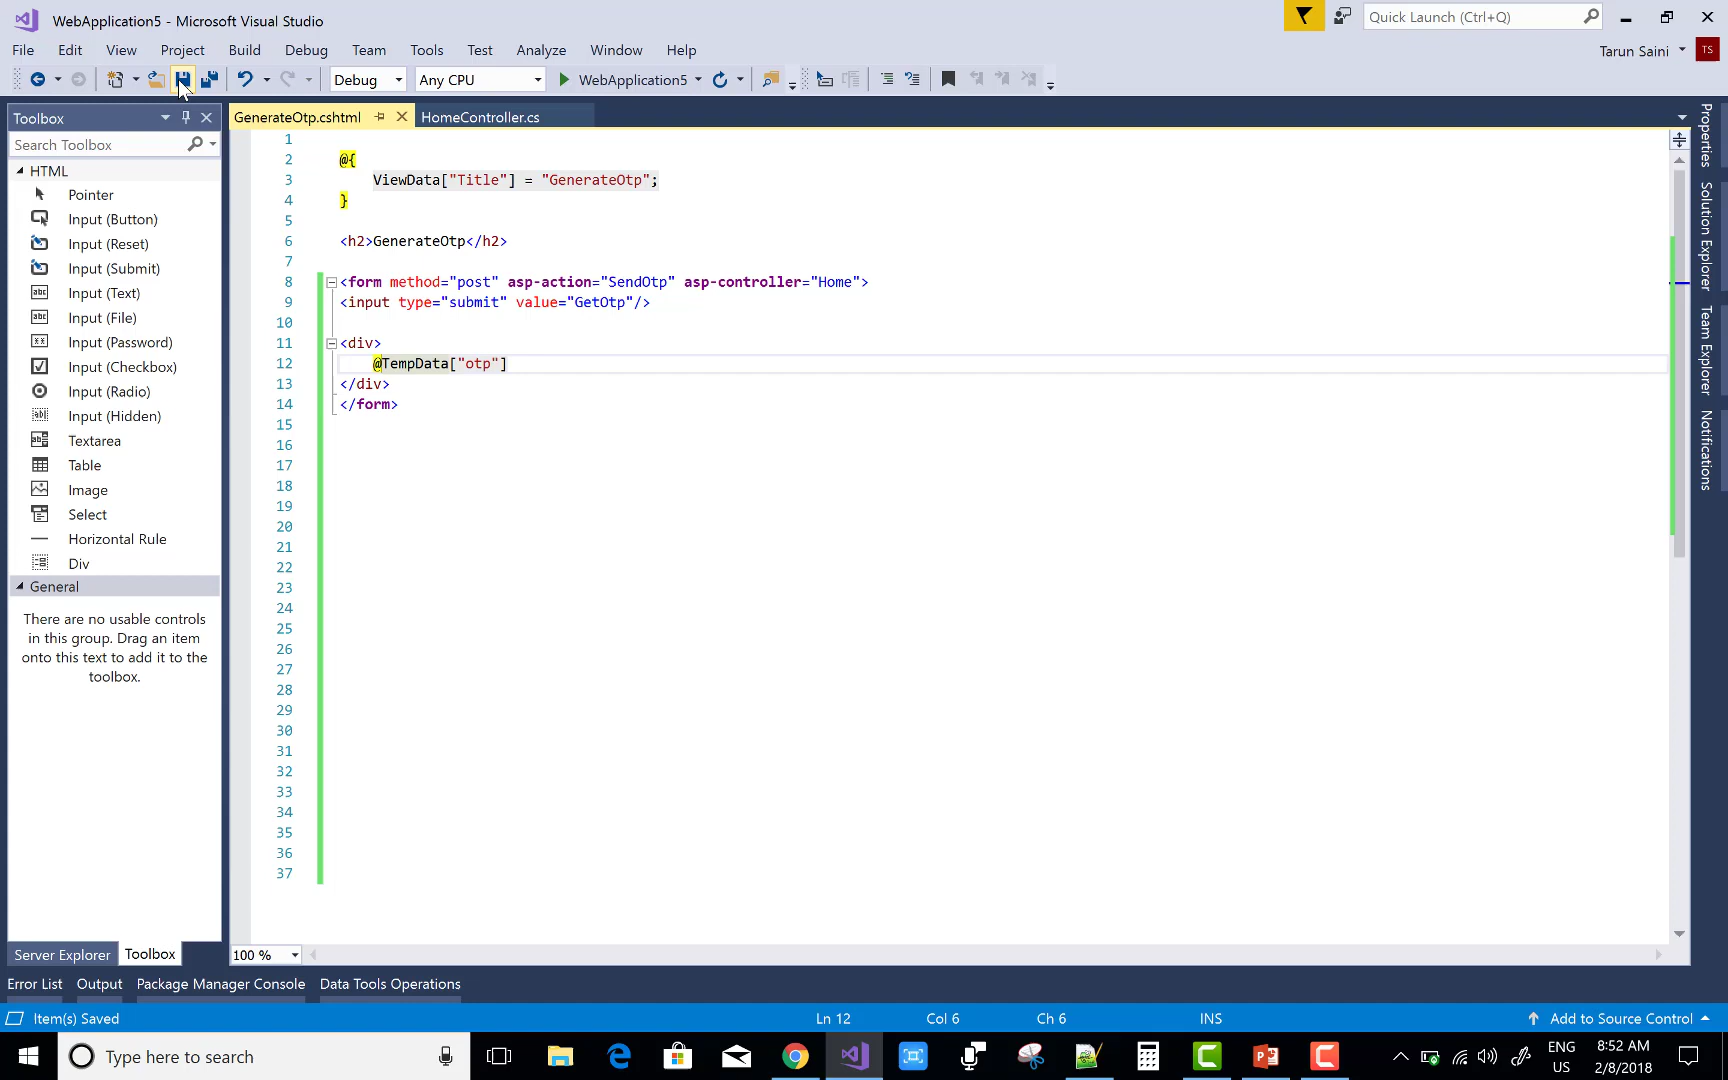 WebApplication5 - Microsoft Visual Studio
Quick Launch (Ctrl+Q)
File Edit View Project Build Debug Team Tools Test Analyze Window Help
Tarun Saini TS
Debug Any CPU WebApplication5
Toolbox
Search Toolbox
HTML
Pointer
Input (Button)
Input (Reset)
Input (Submit)
Input (Text)
Input (File)
Input (Password)
Input (Checkbox)
Input (Radio)
Input (Hidden)
Textarea
Table
Image
Select
Horizontal Rule
Div
General
There are no usable controls
in this group. Drag an item
onto this text to add it to the
toolbox.
Server Explorer Toolbox
GenerateOtp.cshtml HomeController.cs
1
2 @{
3 ViewData["Title"] = "GenerateOtp";
4 }
5
6 <h2>GenerateOtp</h2>
7
8 <form method="post" asp-action="SendOtp" asp-controller="Home">
9 <input type="submit" value="GetOtp"/>
10
11 <div>
12 @TempData["otp"]
13 </div>
14 </form>
15
16
17
18
19
20
21
22
23
24
25
26
27
28
29
30
31
32
33
34
35
36
37
100 %
Properties
Solution Explorer
Team Explorer
Notifications
Error List Output Package Manager Console Data Tools Operations
Item(s) Saved Ln 12 Col 6 Ch 6 INS Add to Source Control
Type here to search
ENG
US
8:52 AM
2/8/2018